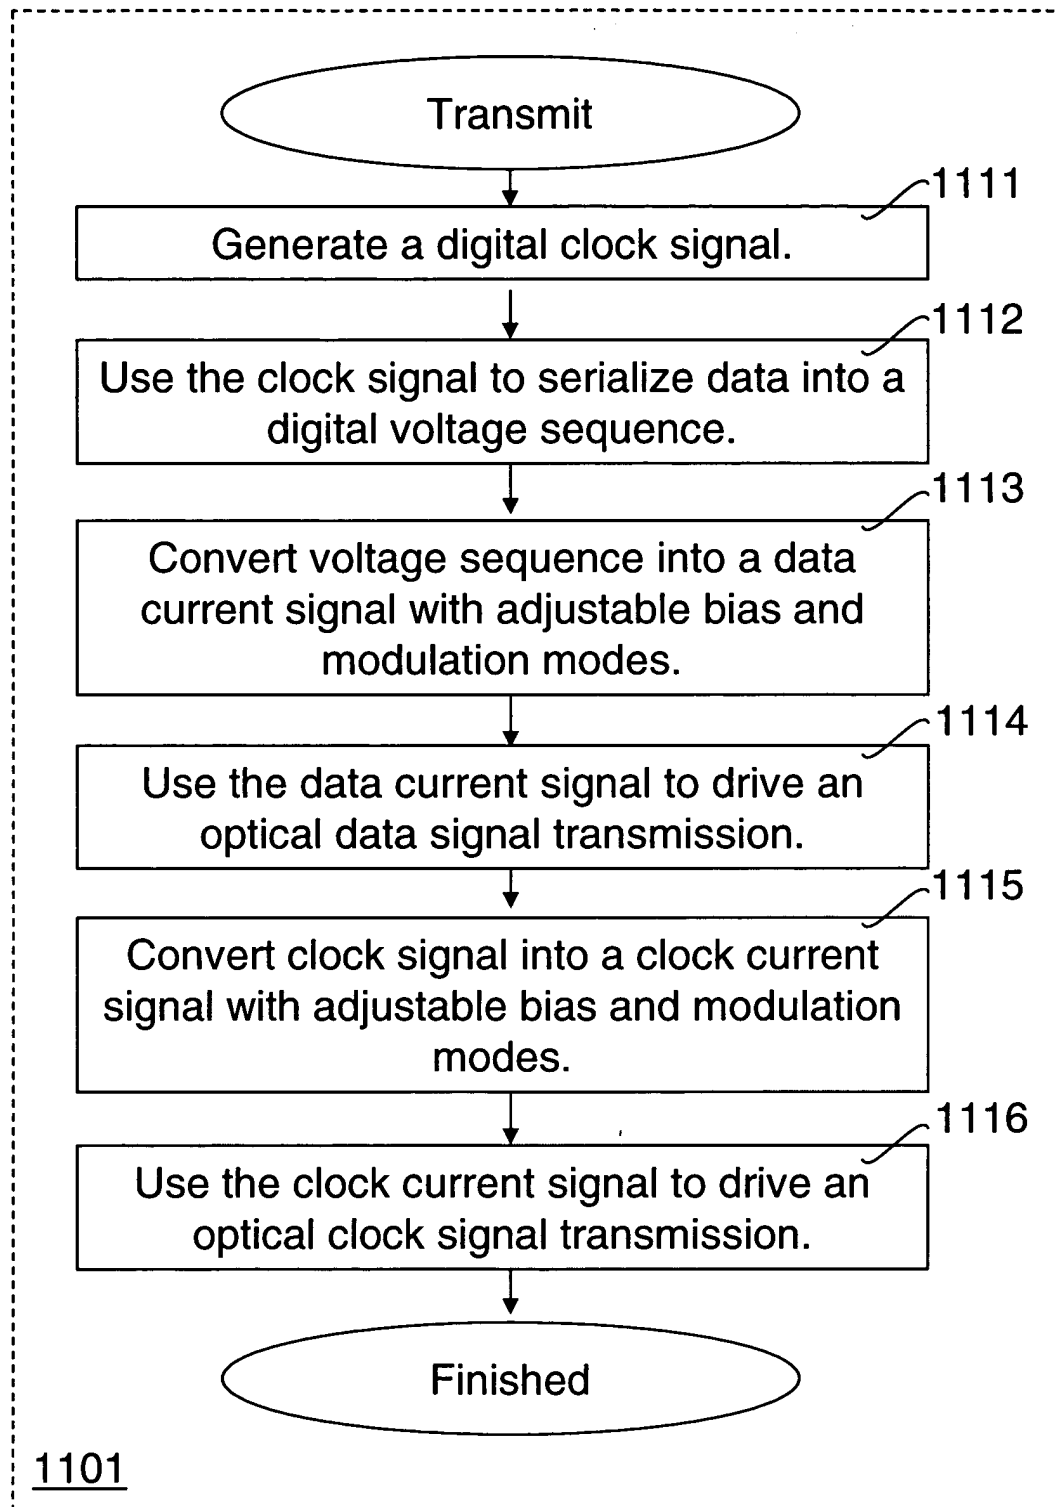 Transmit
1111
Generate a digital clock signal.
1112
Use the clock signal to serialize data into a
digital voltage sequence.
1113
Convert voltage sequence into a data
current signal with adjustable bias and
modulation modes.
1114
Use the data current signal to drive an
optical data signal transmission.
1115
Convert clock signal into a clock current
signal with adjustable bias and modulation
modes.
1116
Use the clock current signal to drive an
optical clock signal transmission.
Finished
1101